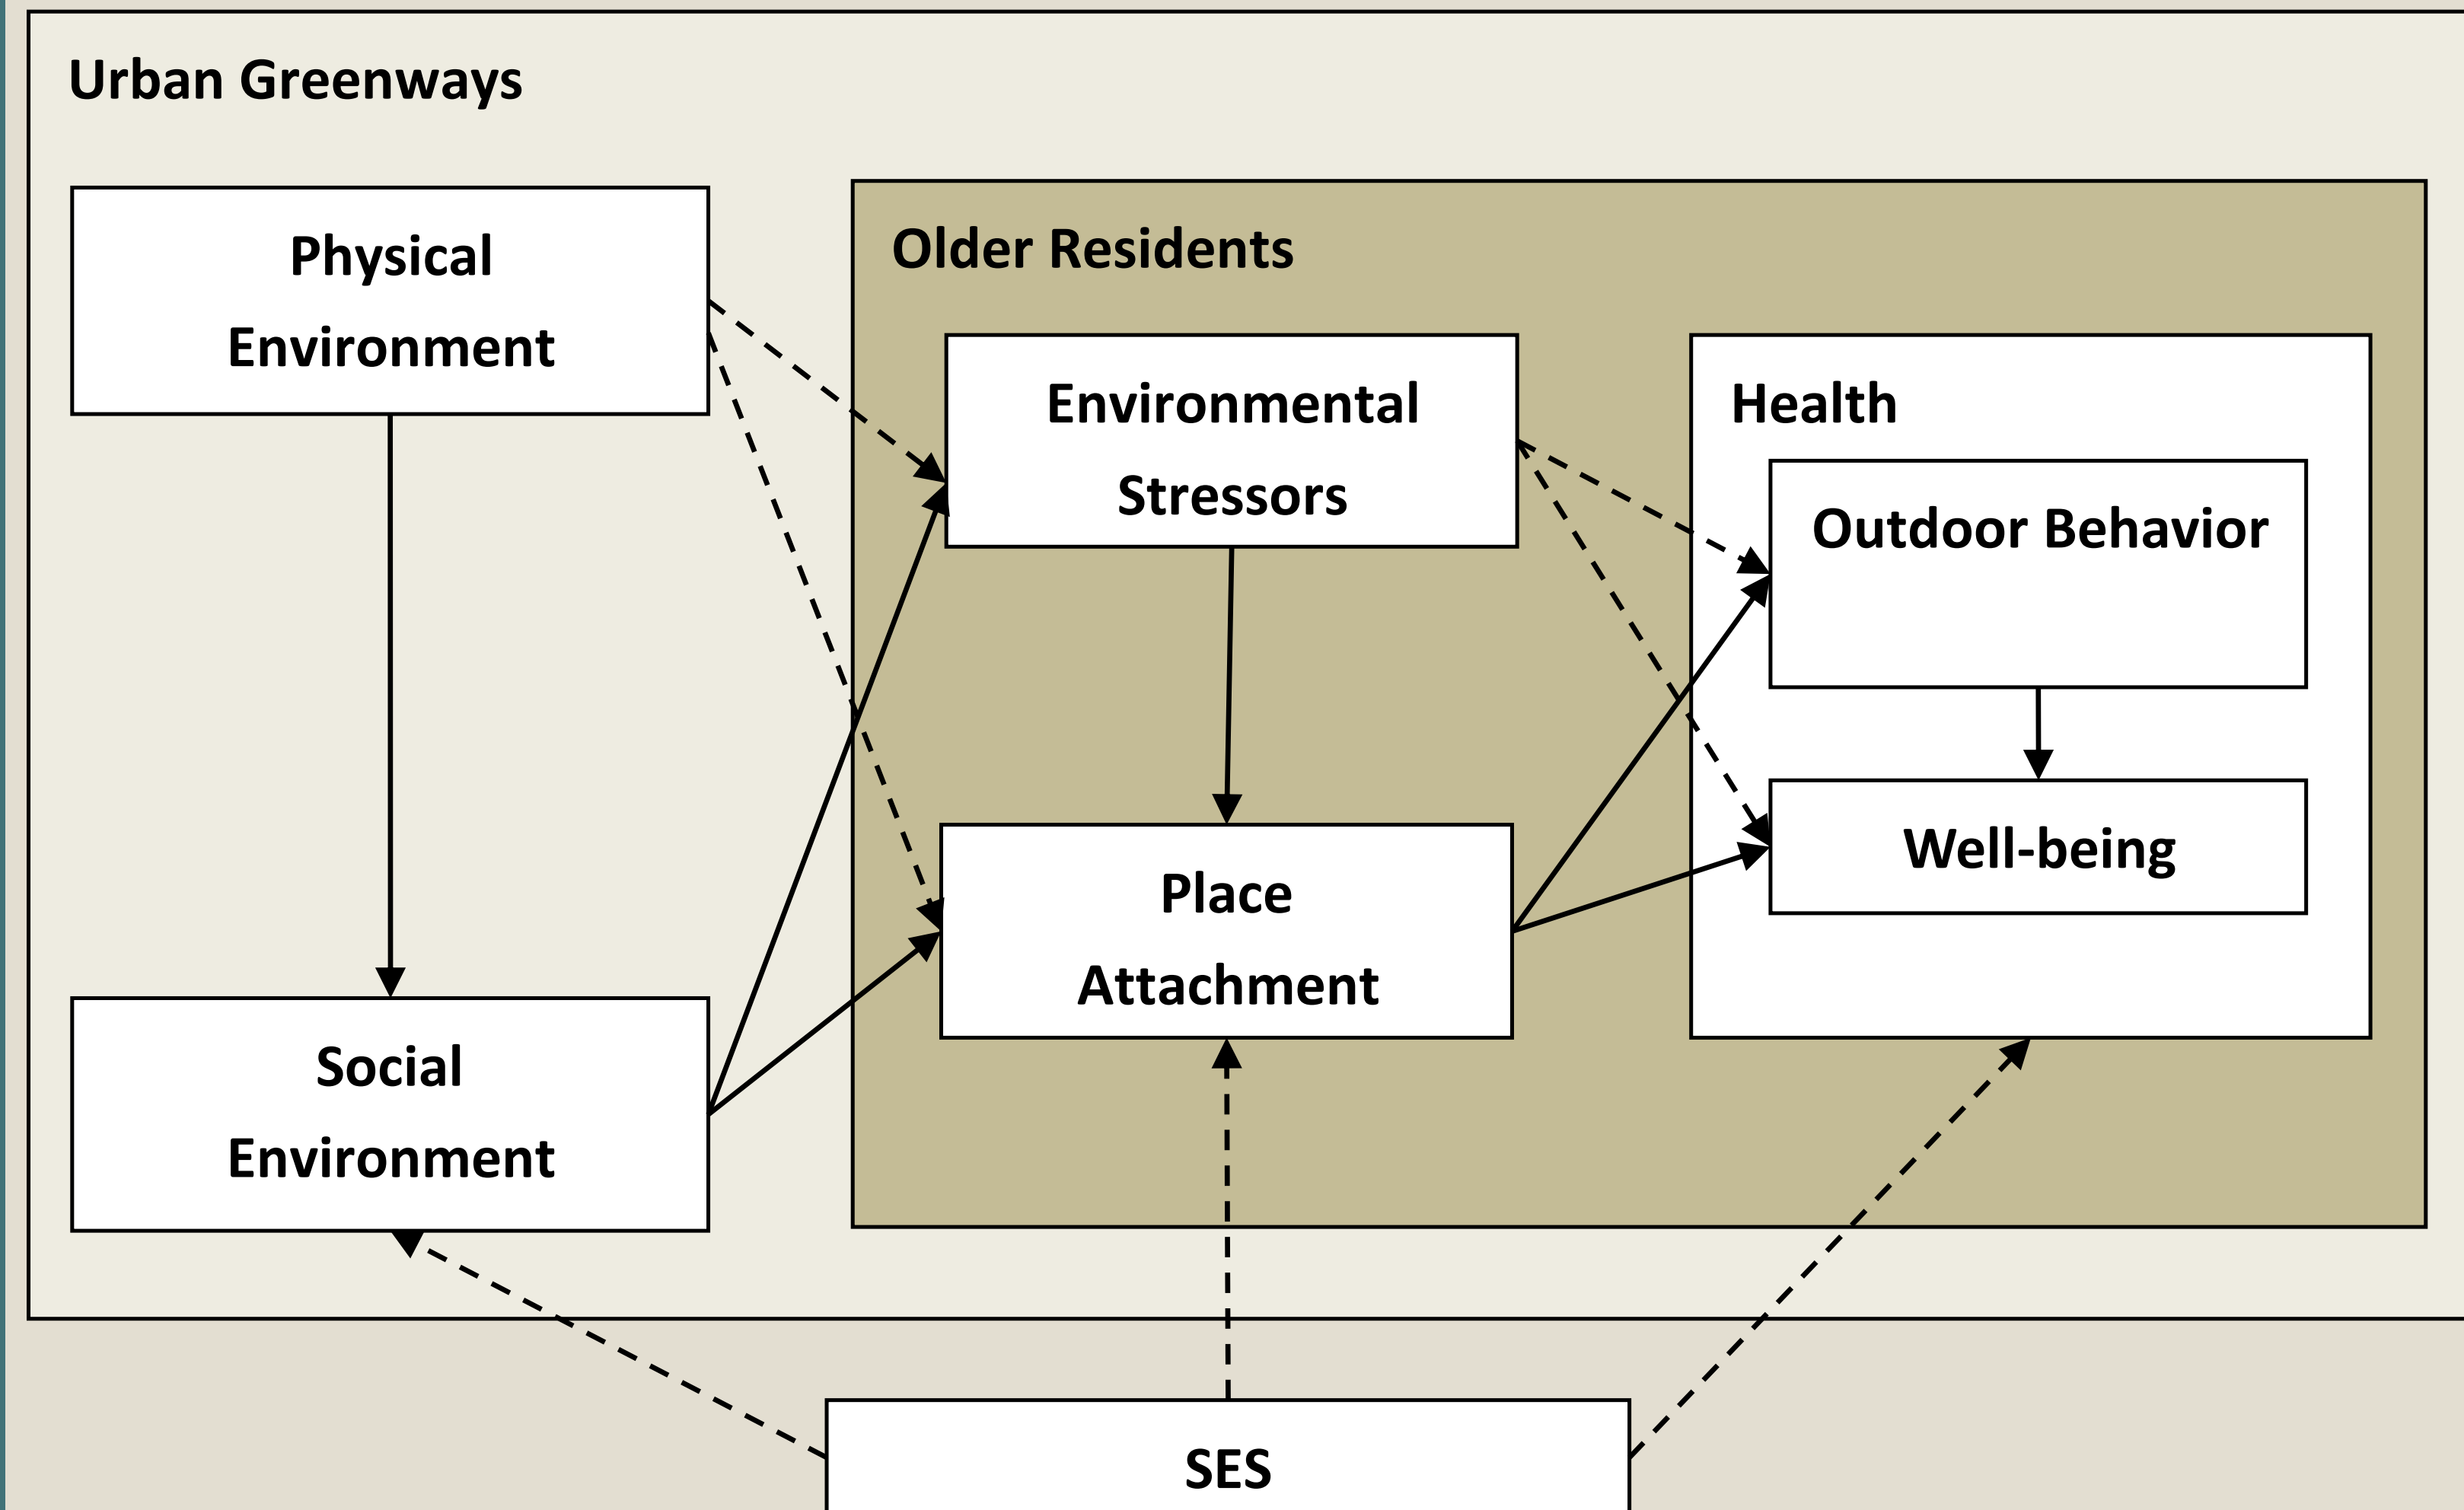 Urban Greenways
Physical
Environment
Older Residents
Environmental
Stressors
Health
Outdoor Behavior
Well-being
Place
Attachment
Social
Environment
SES